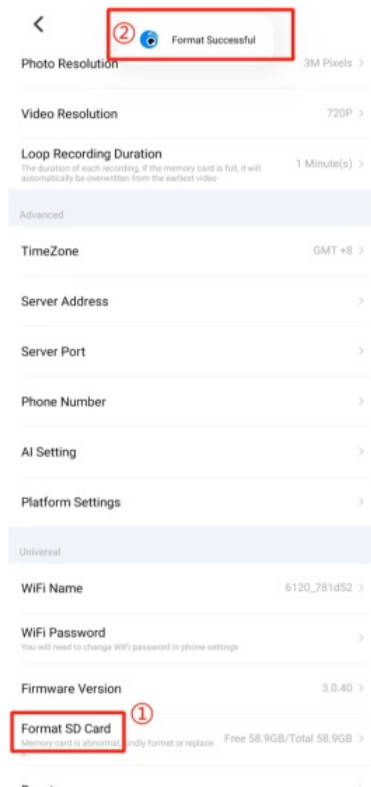 ② Format Successful
Photo Resolution 3M Pixels >
Video Resolution 720P >
Loop Recording Duration
The duration of each recording, if the memory card is full, it will
automatically be overwritten from the earliest video
1 Minute(s) >
Advanced
TimeZone GMT +8 >
Server Address >
Server Port >
Phone Number >
AI Setting >
Platform Settings >
Universal
WiFi Name 6120_781d52 >
WiFi Password >
You will need to change WiFi password in phone settings
Firmware Version 3.0.40 >
①
Format SD Card
Memory card is abnormal, kindly format or replace
Free 58.9GB/Total 58.9GB >